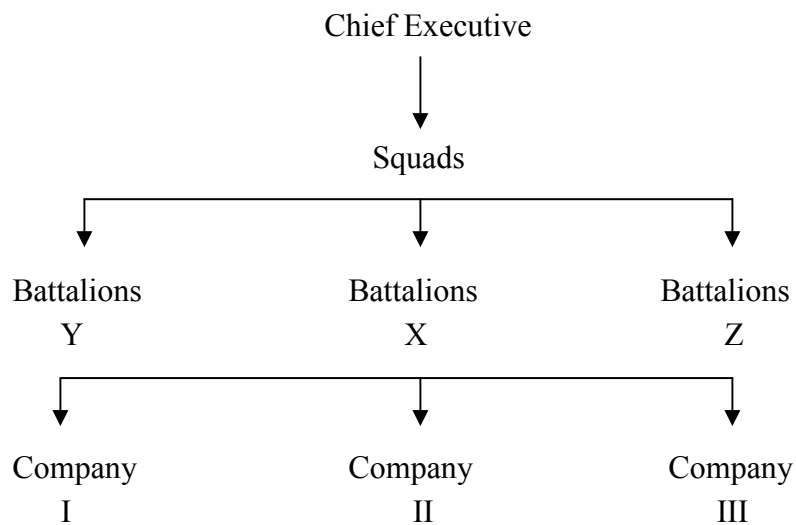 Chief Executive
Squads
Battalions Battalions Battalions
Y X Z
Company Company Company
I II III